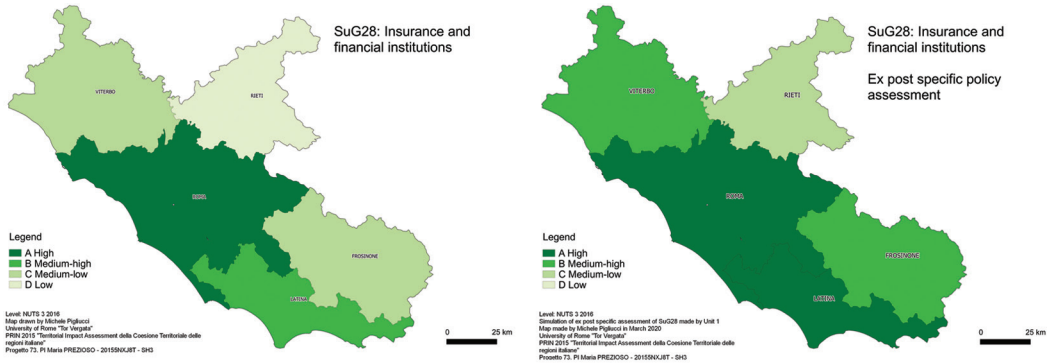 SuG28: Insurance and
financial institutions
VITERBO
RIETI
ROMA
FROSINONE
LATINA
Legend
A High
B Medium-high
C Medium-low
D Low
Level: NUTS 3 2016
Map drawn by Michele Pigliucci
University of Rome "Tor Vergata"
PRIN 2015 "Territorial Impact Assessment della Coesione Territoriale delle
regioni italiane"
Progetto 73. PI Maria PREZIOSO - 20155NXJ8T - SH3
0 25 km
SuG28: Insurance and
financial institutions
Ex post specific policy
assessment
VITERBO
RIETI
ROMA
FROSINONE
LATINA
Legend
A High
B Medium-high
C Medium-low
D Low
Level: NUTS 3 2016
Simulation of ex post specific assessment of SuG28 made by Unit 1
Map made by Michele Pigliucci in March 2020
University of Rome "Tor Vergata"
PRIN 2015 "Territorial Impact Assessment della Coesione Territoriale delle
regioni italiane"
Progetto 73. PI Maria PREZIOSO - 20155NXJ8T - SH3
0 25 km